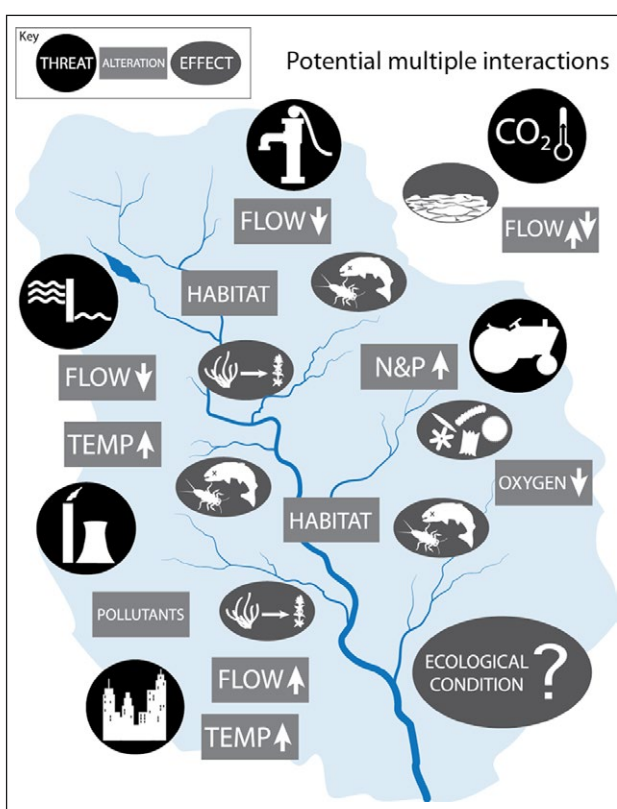 Key
THREAT
ALTERATION
EFFECT
Potential multiple interactions
CO₂
FLOW
FLOW
HABITAT
FLOW
N&P
TEMP
OXYGEN
HABITAT
POLLUTANTS
ECOLOGICAL
CONDITION ?
FLOW
TEMP